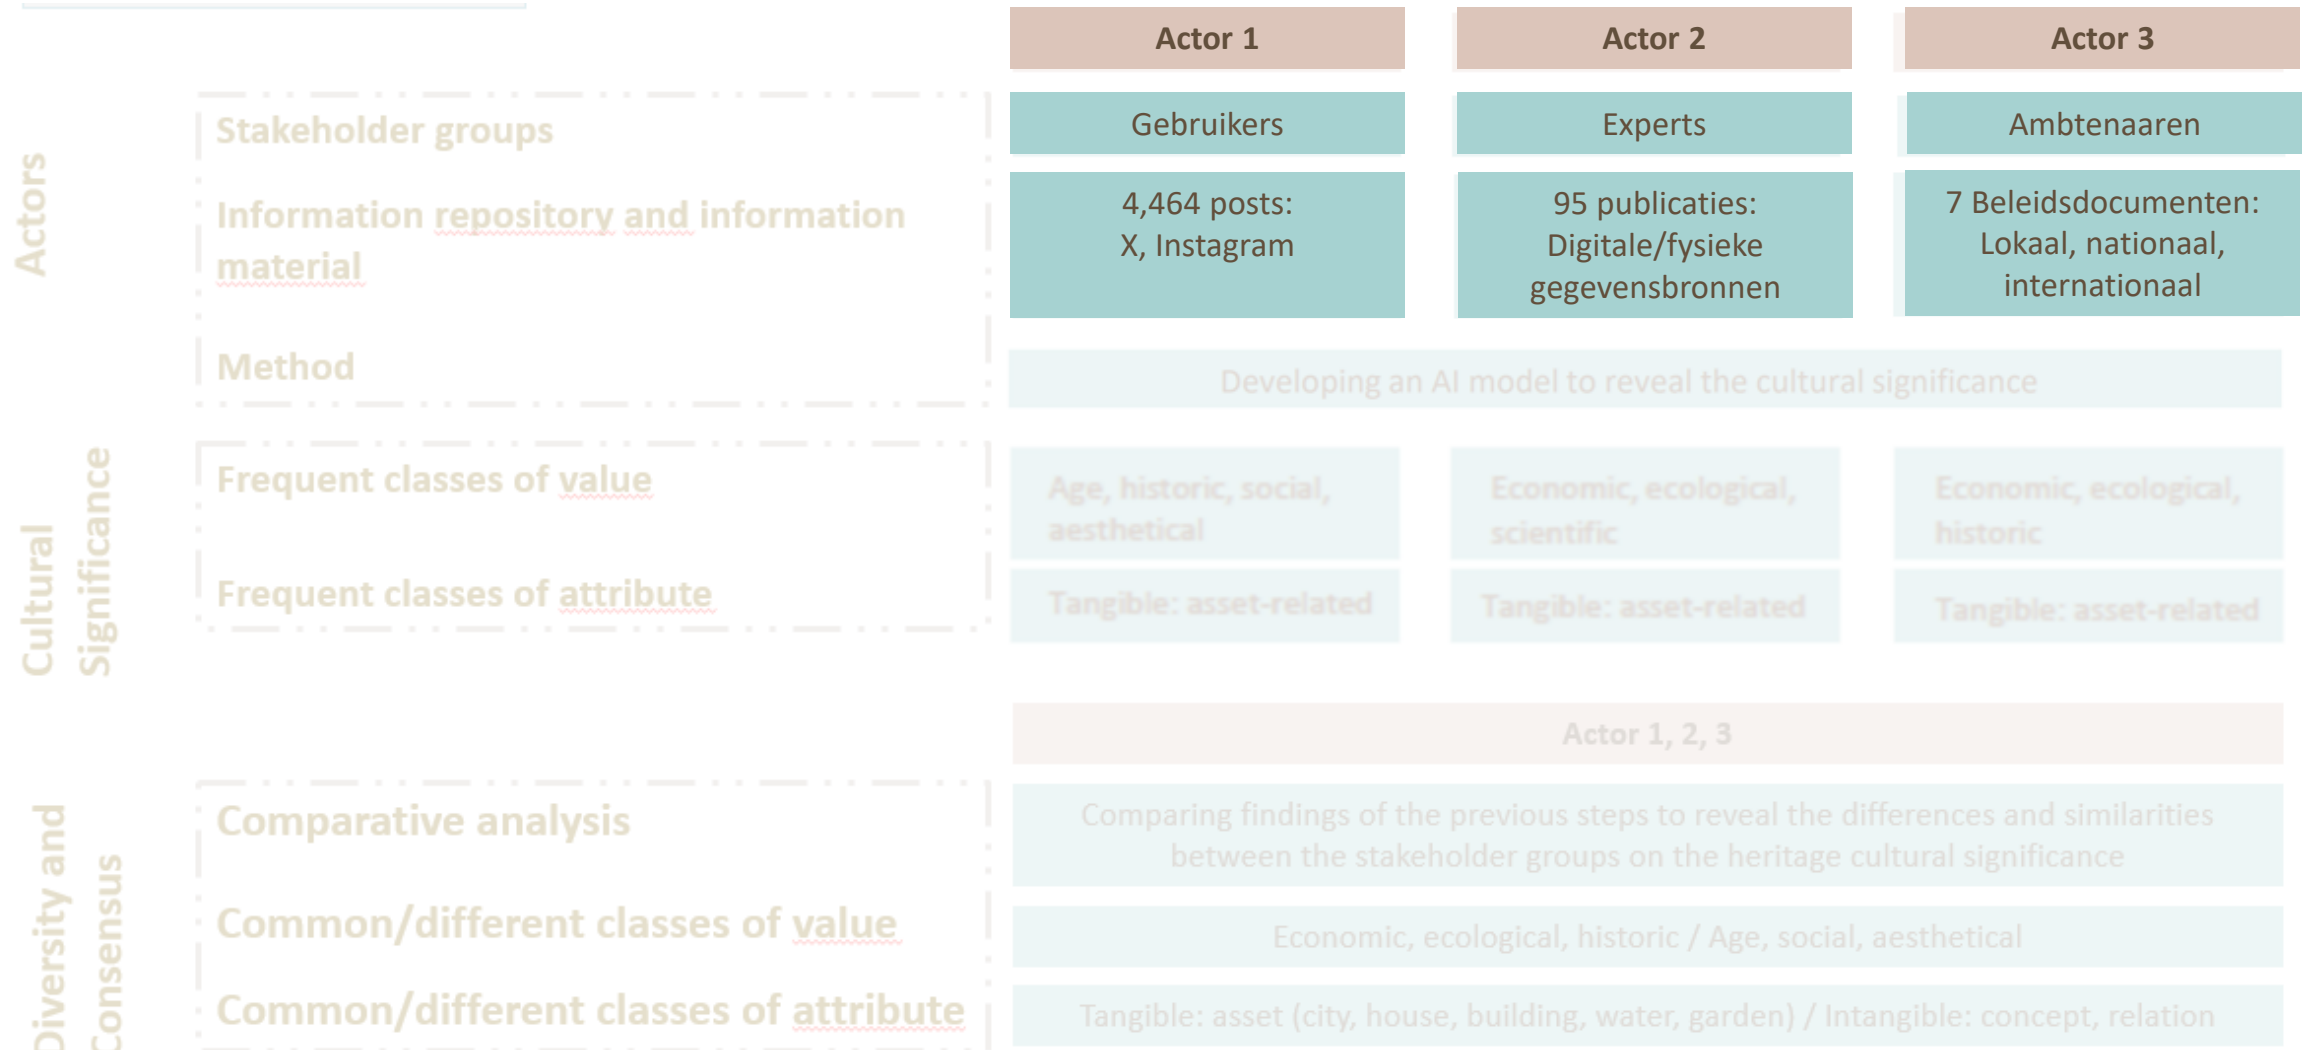 Actor 1
Actor 2
Actor 3
Actors
Stakeholder groups
Gebruikers
Experts
Ambtenaaren
Information repository and information
material
4,464 posts:
X, Instagram
95 publicaties:
Digitale/fysieke
gegevensbronnen
7 Beleidsdocumenten:
Lokaal, nationaal,
internationaal
Method
Developing an AI model to reveal the cultural significance
Cultural
Significance
Frequent classes of value
Age, historic, social,
aesthetical
Economic, ecological,
scientific
Economic, ecological,
historic
Frequent classes of attribute
Tangible: asset-related
Tangible: asset-related
Tangible: asset-related
Actor 1, 2, 3
Diversity and
Consensus
Comparative analysis
Comparing findings of the previous steps to reveal the differences and similarities
between the stakeholder groups on the heritage cultural significance
Common/different classes of value
Economic, ecological, historic / Age, social, aesthetical
Common/different classes of attribute
Tangible: asset (city, house, building, water, garden) / Intangible: concept, relation